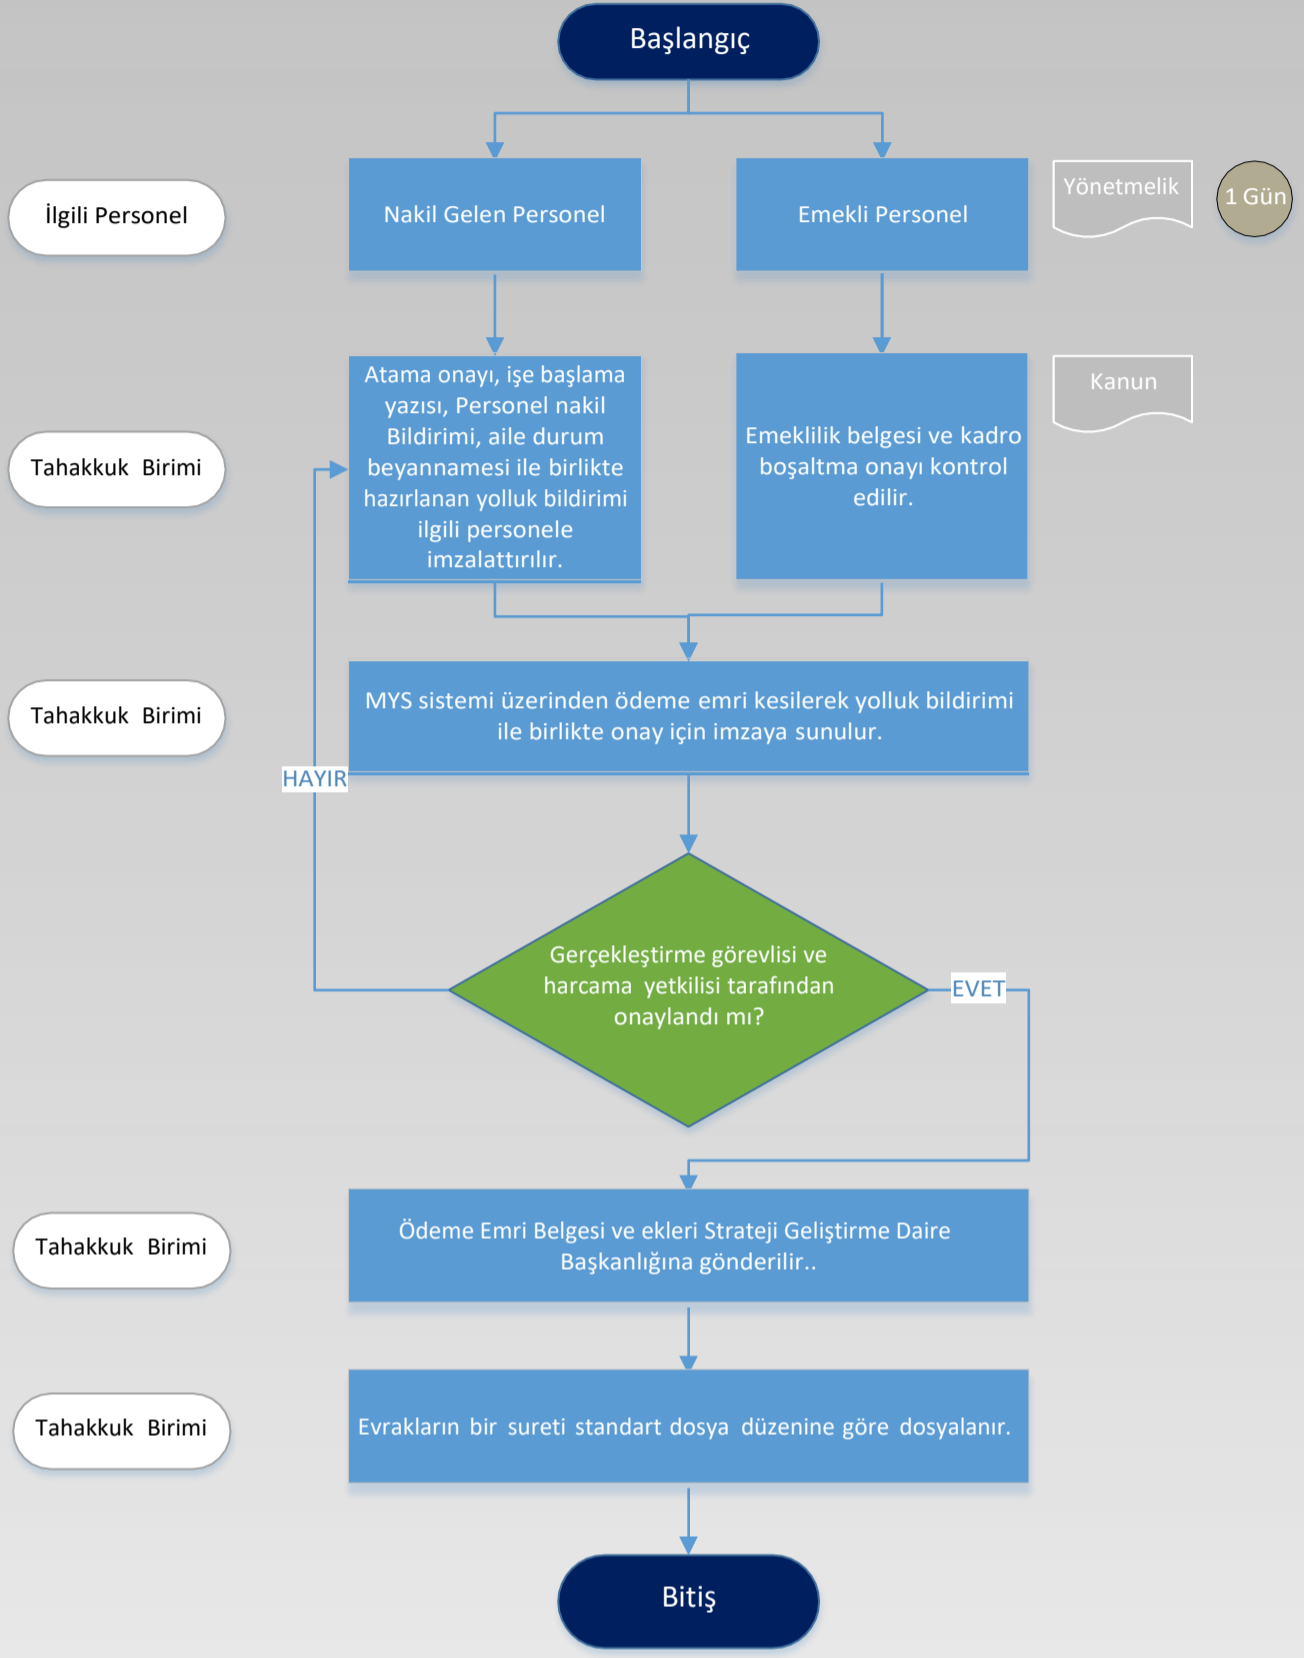 Başlangıç
İlgili Personel
Nakil Gelen Personel
Emekli Personel
Yönetmelik
1 Gün
Tahakkuk Birimi
Atama onayı, işe başlama
yazısı, Personel nakil
Bildirimi, aile durum
beyannamesi ile birlikte
hazırlanan yolluk bildirimi
ilgili personele
imzalattırılır.
Emeklilik belgesi ve kadro
boşaltma onayı kontrol
edilir.
Kanun
Tahakkuk Birimi
MYS sistemi üzerinden ödeme emri kesilerek yolluk bildirimi
ile birlikte onay için imzaya sunulur.
HAYIR
Gerçekleştirme görevlisi ve
harcama yetkilisi tarafından
onaylandı mı?
EVET
Tahakkuk Birimi
Ödeme Emri Belgesi ve ekleri Strateji Geliştirme Daire
Başkanlığına gönderilir..
Tahakkuk Birimi
Evrakların bir sureti standart dosya düzenine göre dosyalanır.
Bitiş